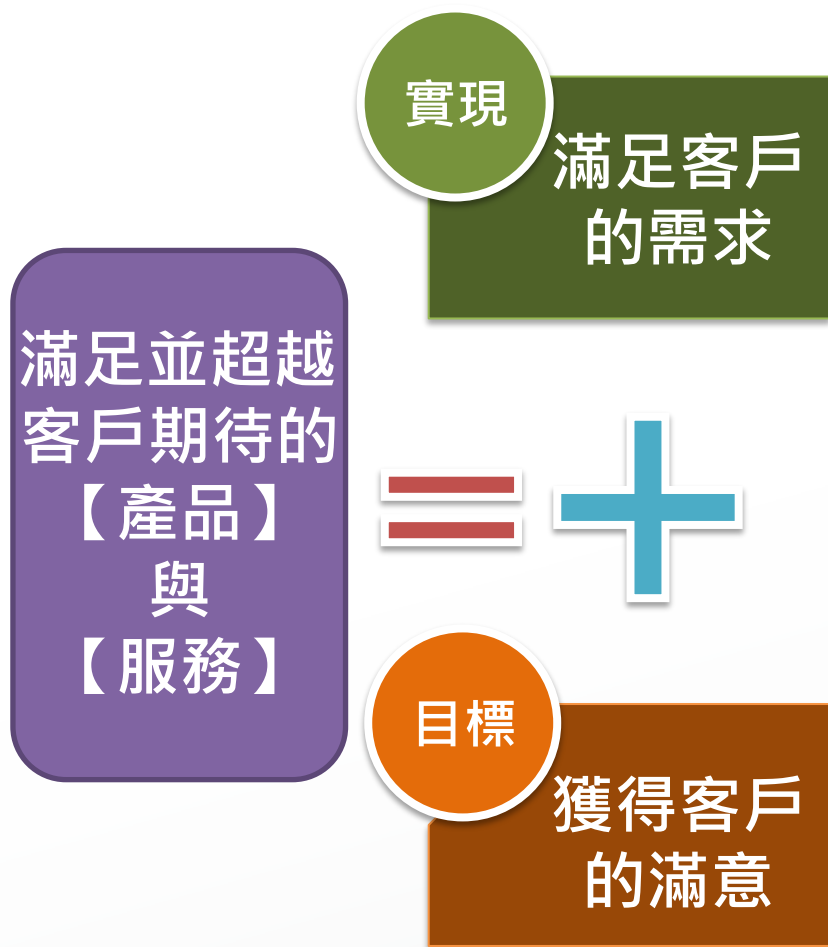 實現
滿足客戶
的需求
滿足並超越
客戶期待的
【產品】
與
【服務】
目標
獲得客戶
的滿意